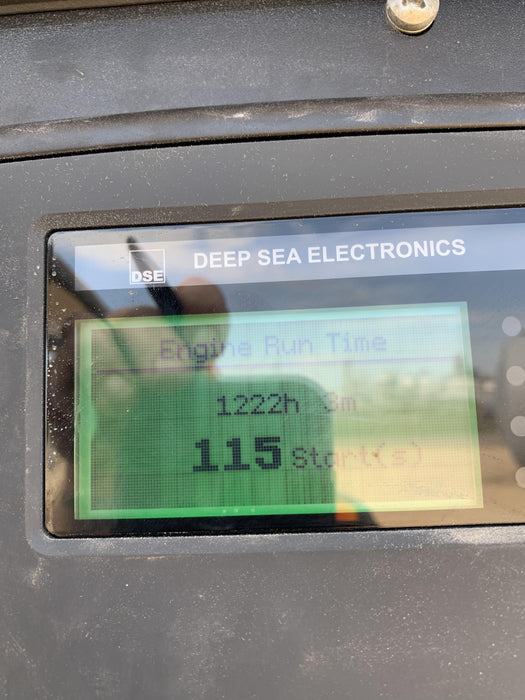 DSE DEEP SEA ELECTRONICS
Engine Run Time
1222h 3m
115 Start(s)